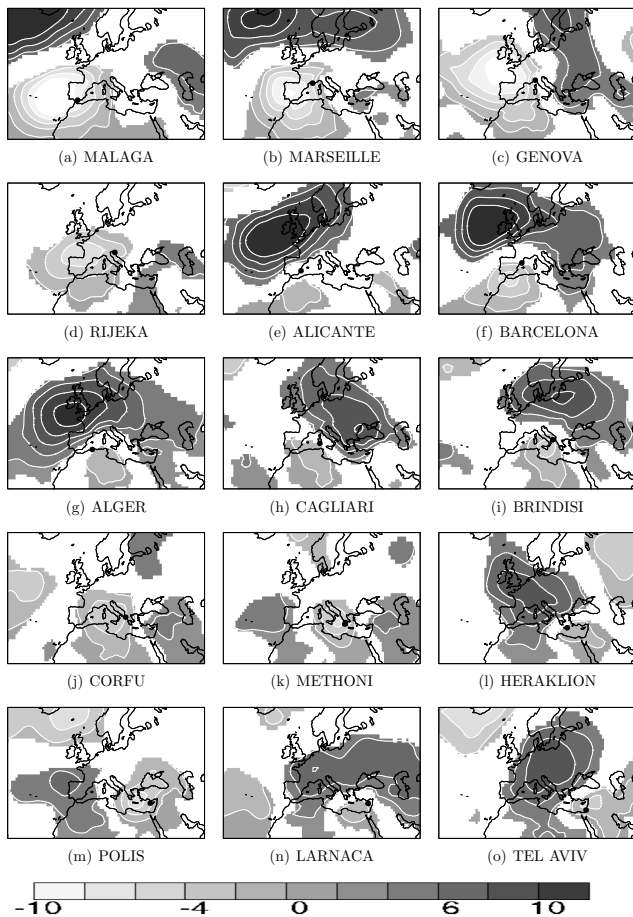 (a) MALAGA
(b) MARSEILLE
(c) GENOVA
(d) RIJEKA
(e) ALICANTE
(f) BARCELONA
(g) ALGER
(h) CAGLIARI
(i) BRINDISI
(j) CORFU
(k) METHONI
(l) HERAKLION
(m) POLIS
(n) LARNACA
(o) TEL AVIV
-10 -4 0 6 10